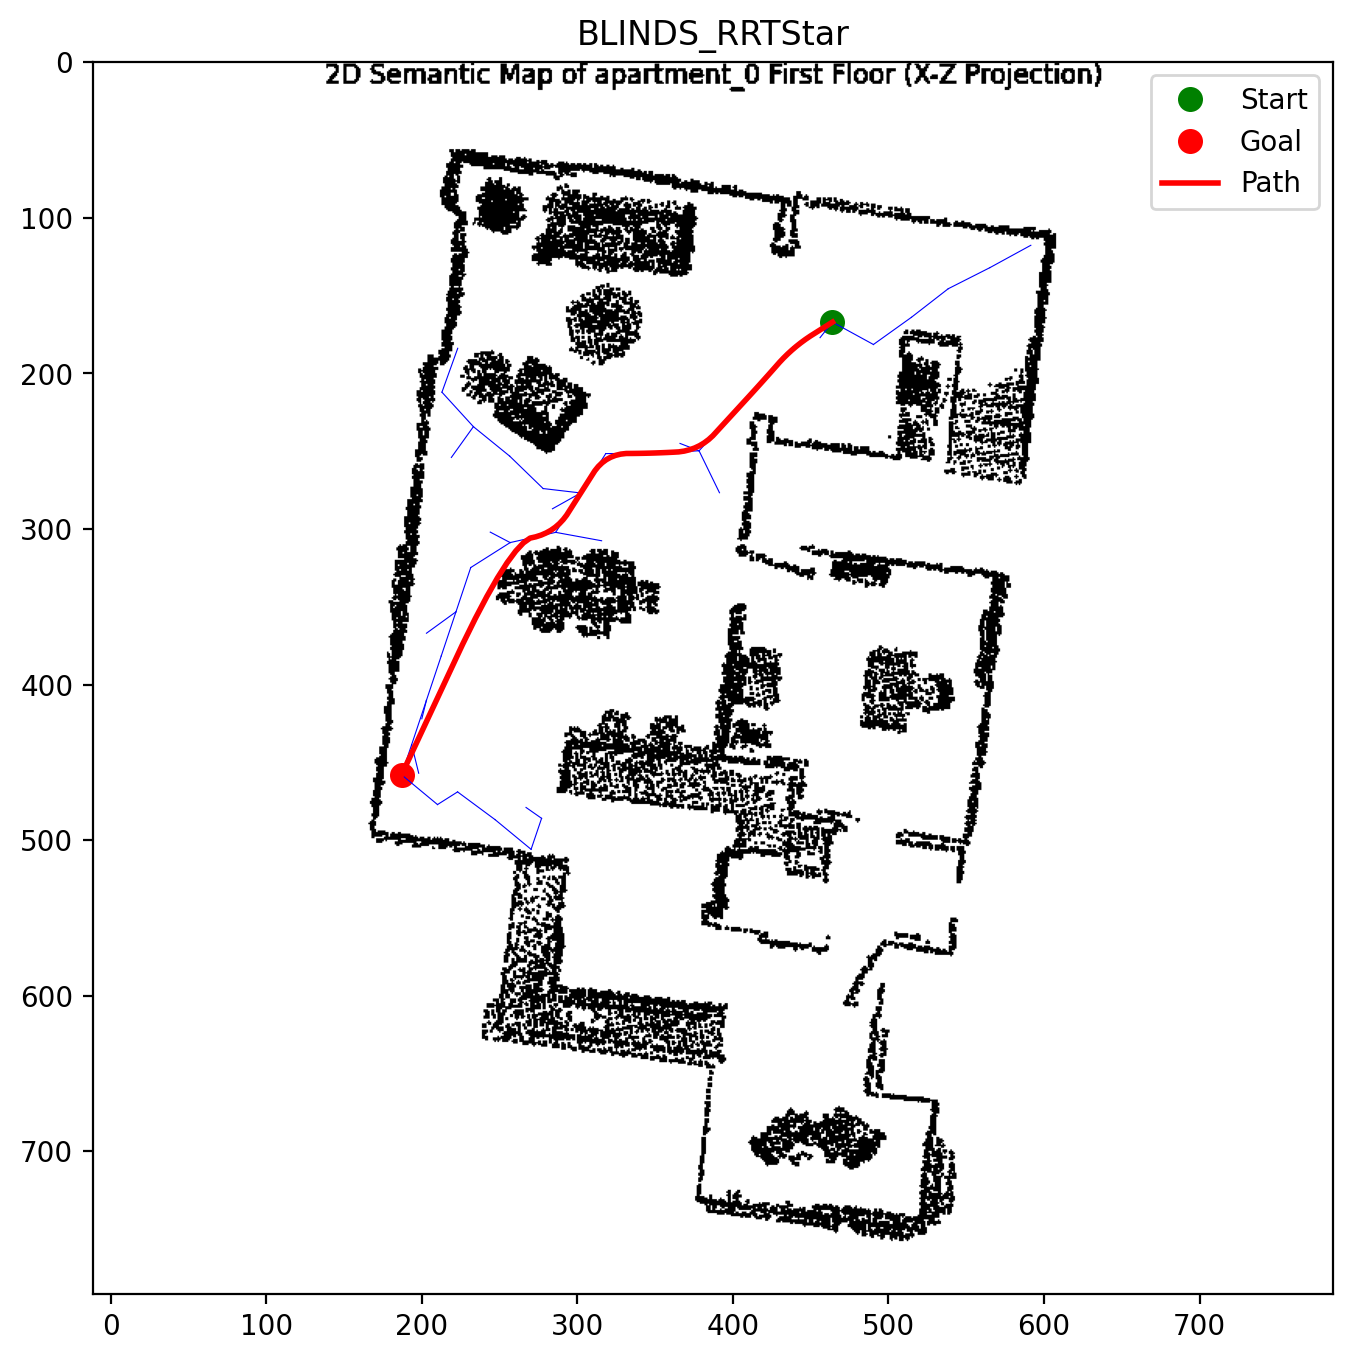 BLINDS_RRTStar
2D Semantic Map of apartment_0 First Floor (X-Z Projection)
Start
Goal
Path
0
100
200
300
400
500
600
700
0 100 200 300 400 500 600 700